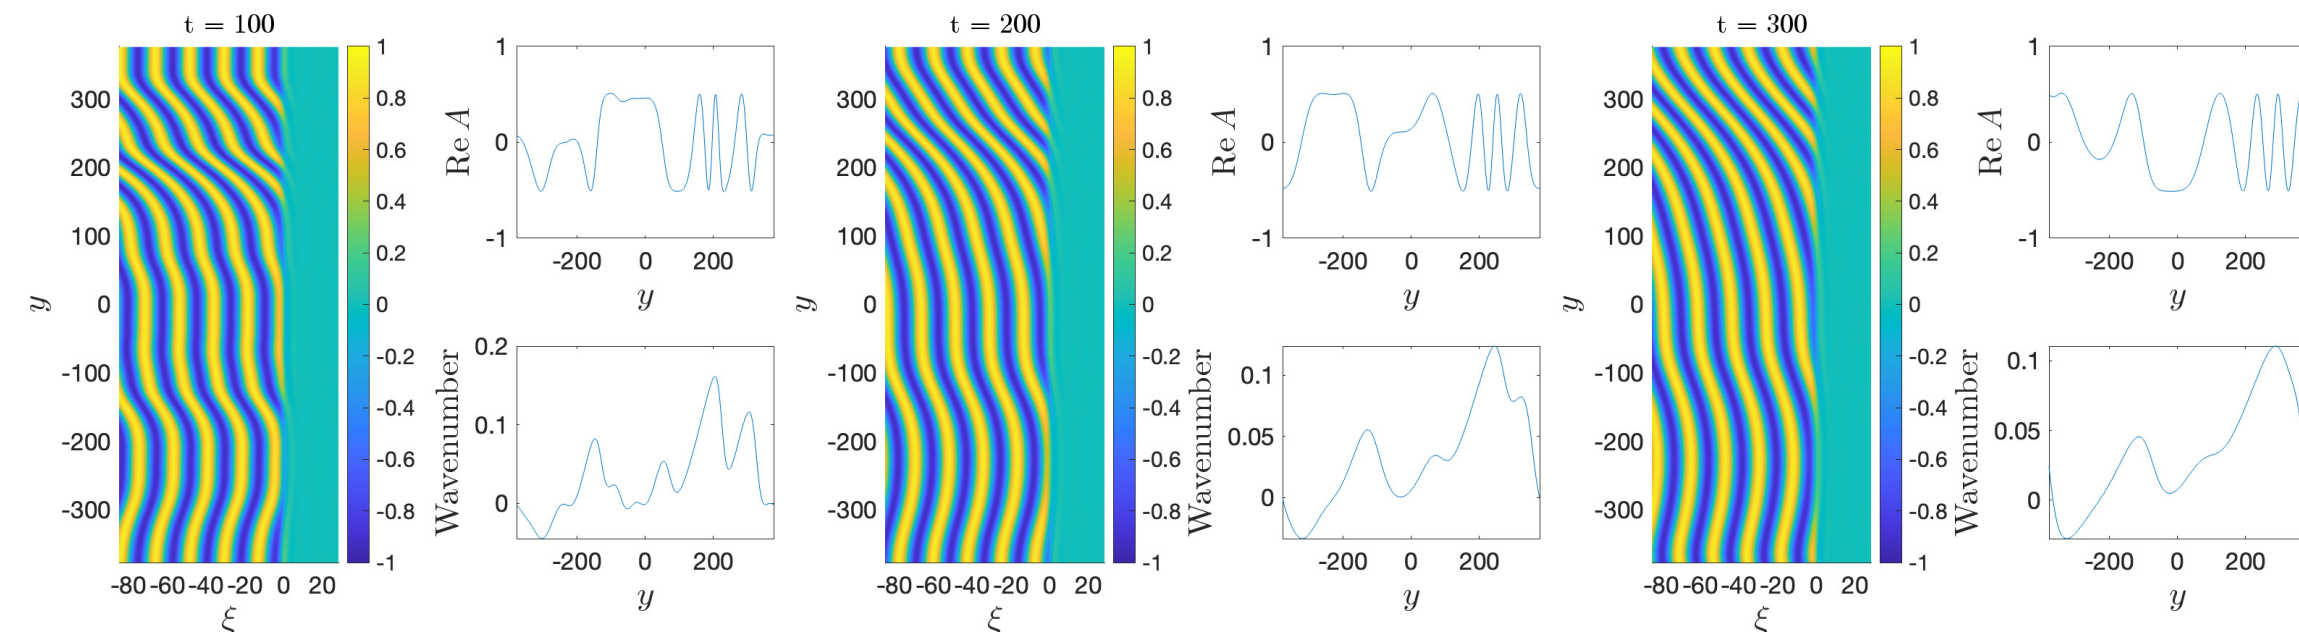 t = 100
y
300
200
100
0
-100
-200
-300
-80 -60 -40 -20 0 20
ξ
1
0.8
0.6
0.4
0.2
0
-0.2
-0.4
-0.6
-0.8
-1
Re A
1
0
-1
-200 0 200
y
Wavenumber
0.2
0.1
0
-200 0 200
y
t = 200
y
300
200
100
0
-100
-200
-300
-80 -60 -40 -20 0 20
ξ
1
0.8
0.6
0.4
0.2
0
-0.2
-0.4
-0.6
-0.8
-1
Re A
1
0
-1
-200 0 200
y
Wavenumber
0.1
0.05
0
-200 0 200
y
t = 300
y
300
200
100
0
-100
-200
-300
-80 -60 -40 -20 0 20
ξ
1
0.8
0.6
0.4
0.2
0
-0.2
-0.4
-0.6
-0.8
-1
Re A
1
0
-1
-200 0 200
y
Wavenumber
0.1
0.05
0
-200 0 200
y